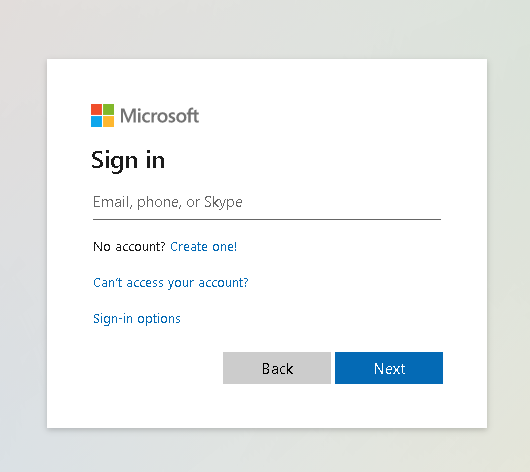 Microsoft
Sign in
Email, phone, or Skype
No account? Create one!
Can't access your account?
Sign-in options
Back Next